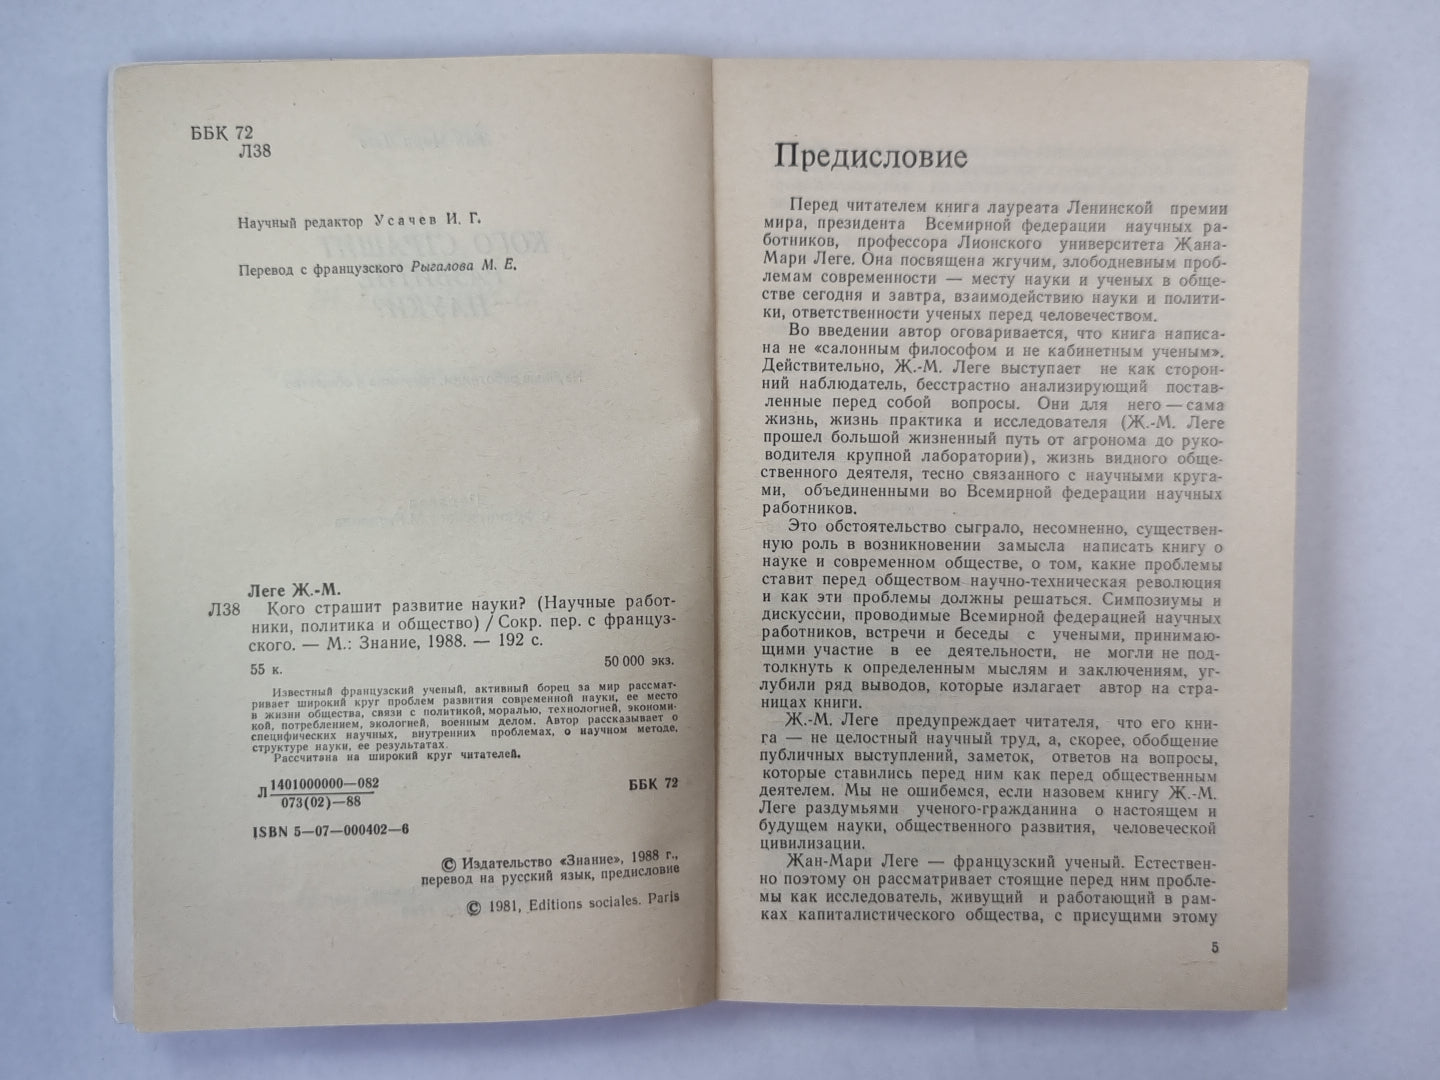 ББК 72
Л38
Научный редактор Усачев И. Г.
Перевод с французского Рыгалова М. Е.
Леге Ж.-М.
Л38 Кого страшит развитие науки? (Научные работ-
ники, политика и общество) / Сокр. пер. с француз-
ского. — М.: Знание, 1988. — 192 с.
55 к. 50 000 экз.
Известный французский ученый, активный борец за мир рассмат-
ривает широкий круг проблем развития современной науки, ее место
в жизни общества, связи с политикой, моралью, технологией, экономи-
кой, потреблением, экологией, военным делом. Автор рассказывает о
специфических научных, внутренних проблемах, о научном методе,
структуре науки, ее результатах.
Рассчитана на широкий круг читателей.
Л 1401000000—082
073(02)—88
ББК 72
ISBN 5—07—000402—6
© Издательство «Знание», 1988 г.,
перевод на русский язык, предисловие
© 1981, Editions sociales. Paris
Предисловие
Перед читателем книга лауреата Ленинской премии
мира, президента Всемирной федерации научных ра-
ботников, профессора Лионского университета Жана-
Мари Леге. Она посвящена жгучим, злободневным проб-
лемам современности — месту науки и ученых в обще-
стве сегодня и завтра, взаимодействию науки и полити-
ки, ответственности ученых перед человечеством.
Во введении автор оговаривается, что книга написа-
на не «салонным философом и не кабинетным ученым».
Действительно, Ж.-М. Леге выступает не как сторон-
ний наблюдатель, бесстрастно анализирующий постав-
ленные перед собой вопросы. Они для него — сама
жизнь, жизнь практика и исследователя (Ж.-М. Леге
прошел большой жизненный путь от агронома до руко-
водителя крупной лаборатории), жизнь видного обще-
ственного деятеля, тесно связанного с научными круга-
ми, объединенными во Всемирной федерации научных
работников.
Это обстоятельство сыграло, несомненно, существен-
ную роль в возникновении замысла написать книгу о
науке и современном обществе, о том, какие проблемы
ставит перед обществом научно-техническая революция
и как эти проблемы должны решаться. Симпозиумы и
дискуссии, проводимые Всемирной федерацией научных
работников, встречи и беседы с учеными, принимаю-
щими участие в ее деятельности, не могли не под-
толкнуть к определенным мыслям и заключениям, уг-
лубили ряд выводов, которые излагает автор на стра-
ницах книги.
Ж.-М. Леге предупреждает читателя, что его кни-
га — не целостный научный труд, а, скорее, обобщение
публичных выступлений, заметок, ответов на вопросы,
которые ставились перед ним как перед общественным
деятелем. Мы не ошибемся, если назовем книгу Ж.-М.
Леге раздумьями ученого-гражданина о настоящем и
будущем науки, общественного развития, человеческой
цивилизации.
Жан-Мари Леге — французский ученый. Естествен-
но поэтому он рассматривает стоящие перед ним пробле-
мы как исследователь, живущий и работающий в рам-
ках капиталистического общества, с присущими этому
5